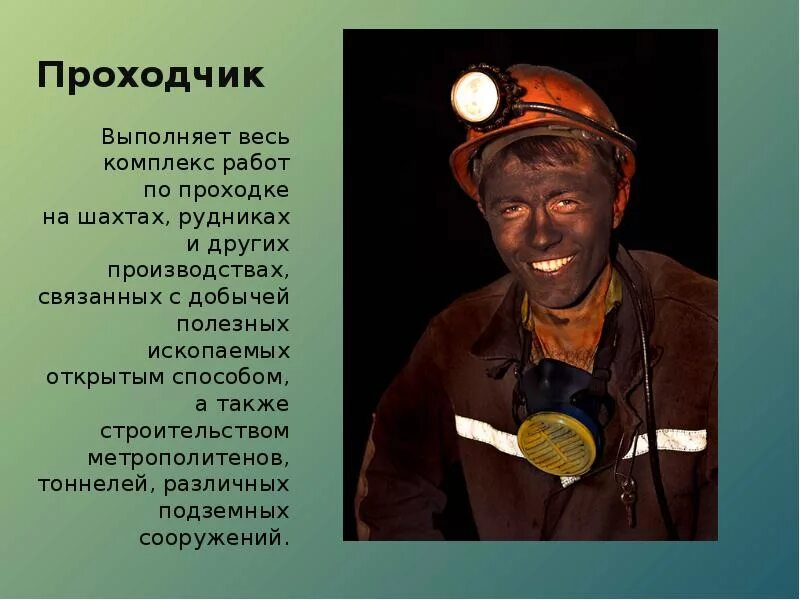 Проходчик
Выполняет весь
комплекс работ
по проходке
на шахтах, рудниках
и других
производствах,
связанных с добычей
полезных
ископаемых
открытым способом,
а также
строительством
метрополитенов,
тоннелей, различных
подземных
сооружений.